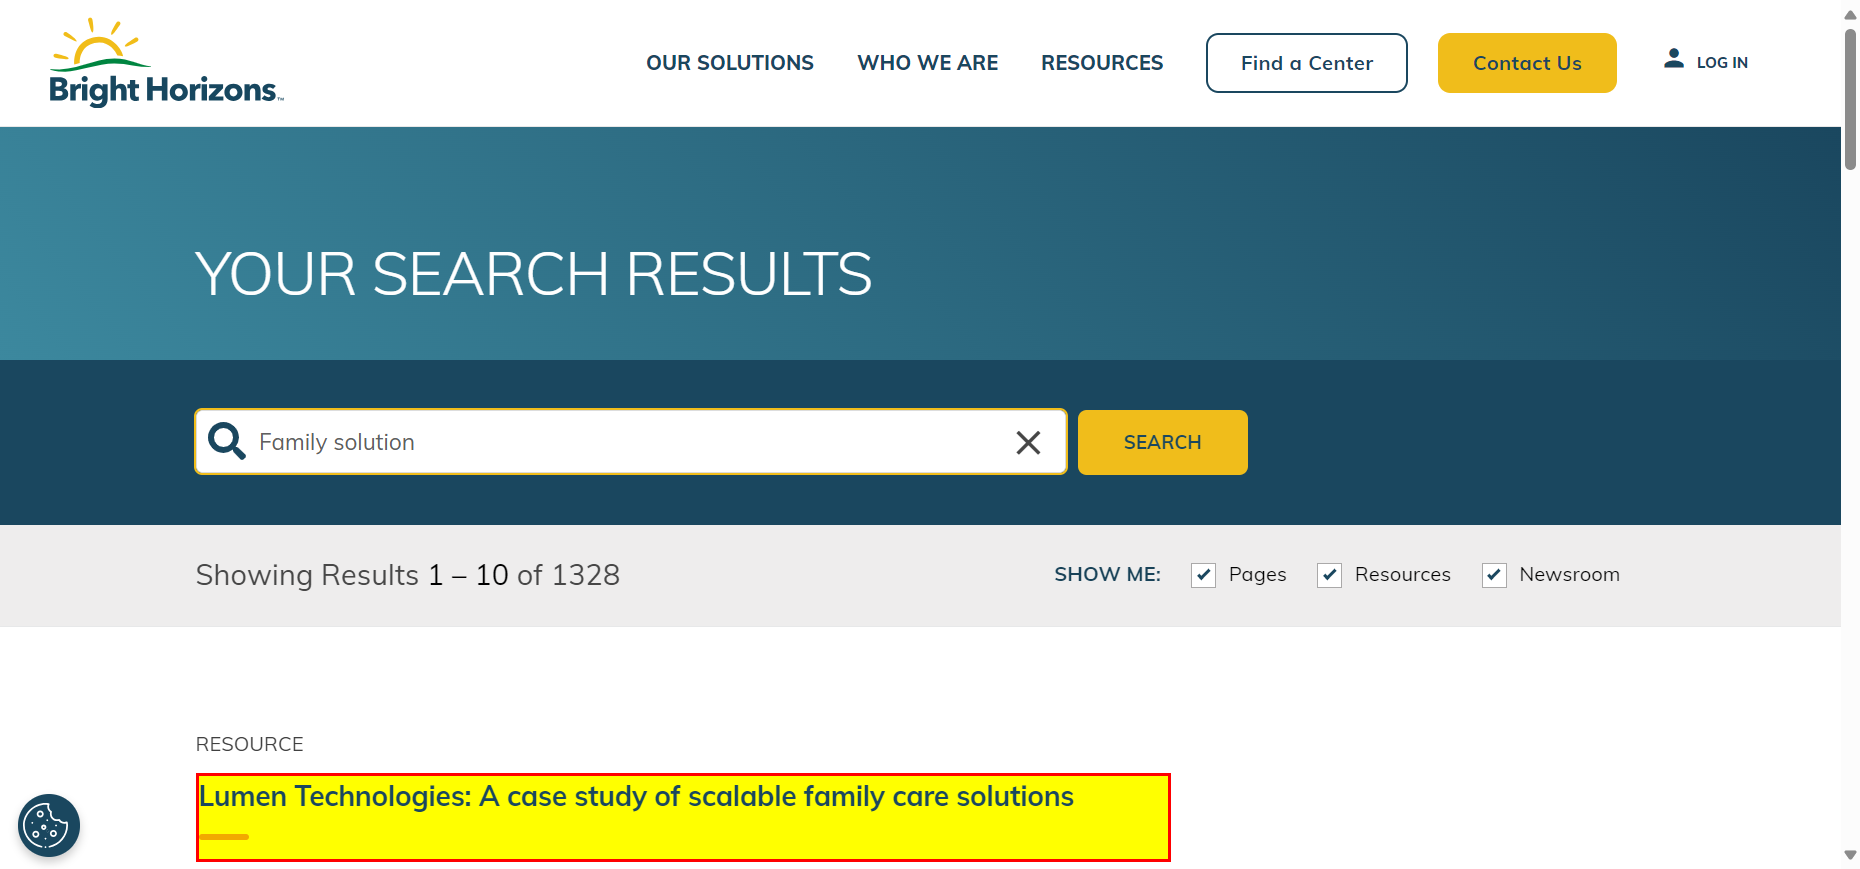 Bright Horizons™
OUR SOLUTIONS
WHO WE ARE
RESOURCES
Find a Center
Contact Us
LOG IN
YOUR SEARCH RESULTS
Family solution
SEARCH
Showing Results 1 – 10 of 1328
SHOW ME:
Pages
Resources
Newsroom
RESOURCE
Lumen Technologies: A case study of scalable family care solutions